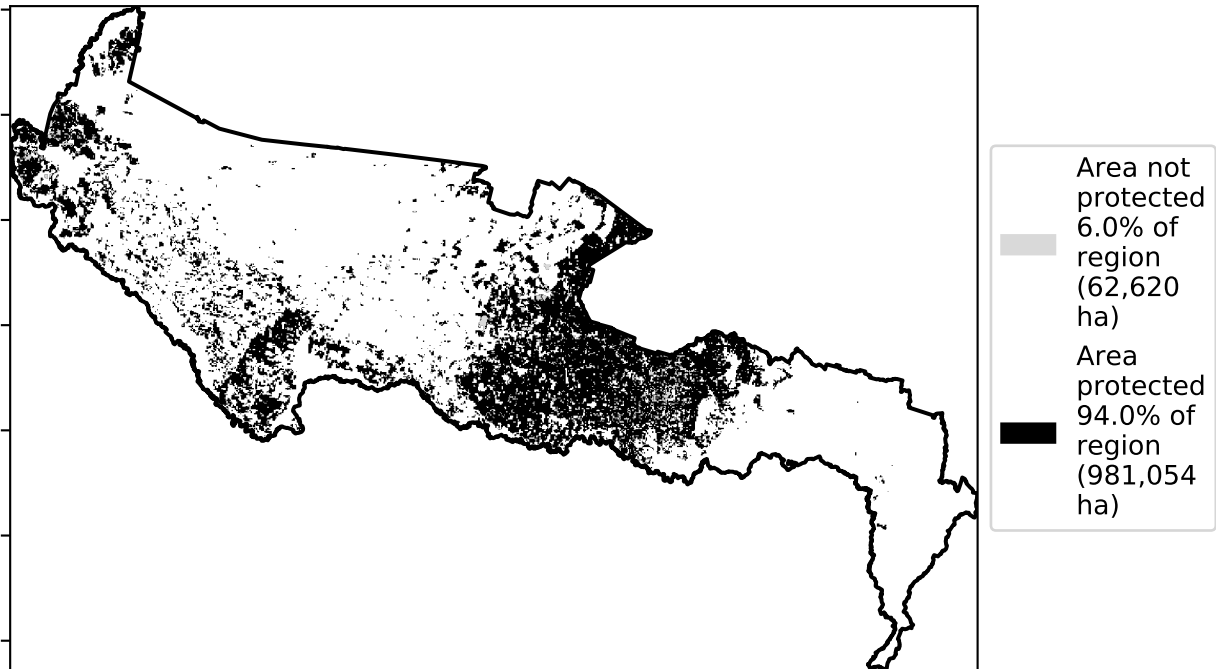 Area not
protected
6.0% of
region
(62,620
ha)
Area
protected
94.0% of
region
(981,054
ha)